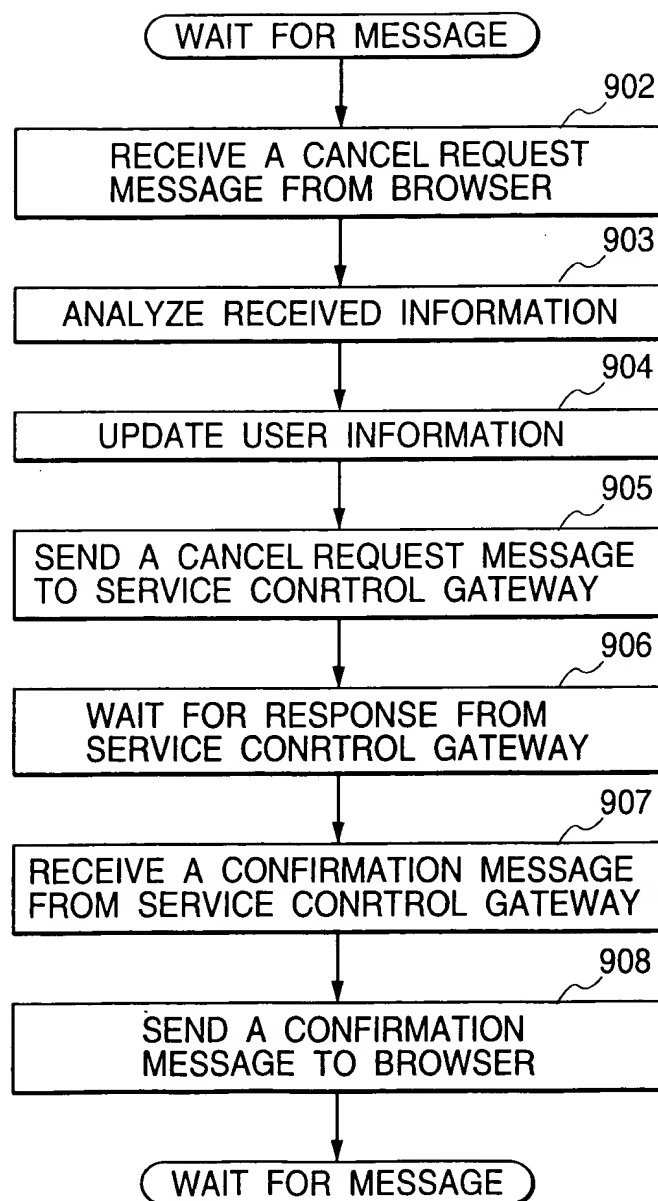 WAIT FOR MESSAGE
902
RECEIVE A CANCEL REQUEST
MESSAGE FROM BROWSER
903
ANALYZE RECEIVED INFORMATION
904
UPDATE USER INFORMATION
905
SEND A CANCEL REQUEST MESSAGE
TO SERVICE CONRTROL GATEWAY
906
WAIT FOR RESPONSE FROM
SERVICE CONRTROL GATEWAY
907
RECEIVE A CONFIRMATION MESSAGE
FROM SERVICE CONRTROL GATEWAY
908
SEND A CONFIRMATION
MESSAGE TO BROWSER
WAIT FOR MESSAGE